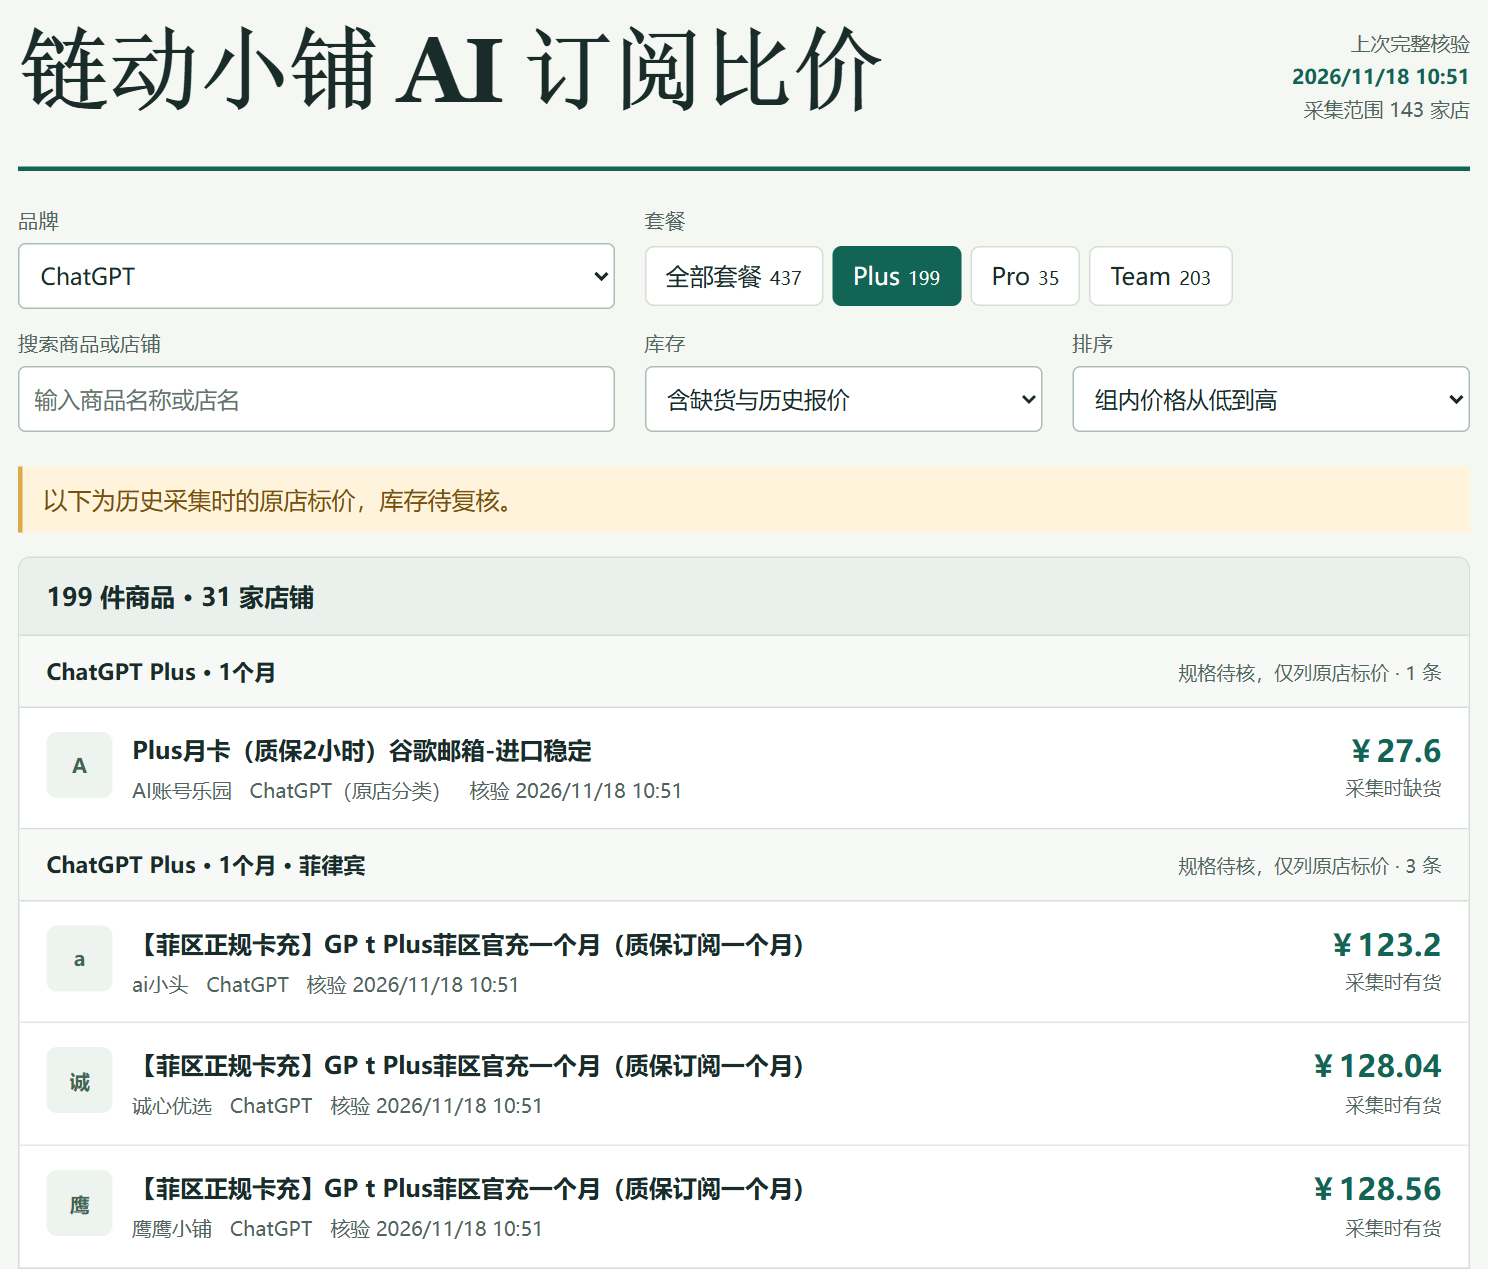 链动小铺 AI 订阅比价
上次完整核验
2026/11/18 10:51
采集范围 143 家店
品牌
套餐
ChatGPT
全部套餐 437
Plus 199
Pro 35
Team 203
搜索商品或店铺
库存
排序
输入商品名称或店名
含缺货与历史报价
组内价格从低到高
以下为历史采集时的原店标价，库存待复核。
199 件商品 • 31 家店铺
ChatGPT Plus • 1个月
规格待核，仅列原店标价 · 1 条
A
Plus月卡（质保2小时）谷歌邮箱-进口稳定
¥ 27.6
AI账号乐园 ChatGPT（原店分类） 核验 2026/11/18 10:51
采集时缺货
ChatGPT Plus • 1个月 • 菲律宾
规格待核，仅列原店标价 · 3 条
a
【菲区正规卡充】GP t Plus菲区官充一个月（质保订阅一个月）
¥ 123.2
ai小头 ChatGPT 核验 2026/11/18 10:51
采集时有货
诚
【菲区正规卡充】GP t Plus菲区官充一个月（质保订阅一个月）
¥ 128.04
诚心优选 ChatGPT 核验 2026/11/18 10:51
采集时有货
鹰
【菲区正规卡充】GP t Plus菲区官充一个月（质保订阅一个月）
¥ 128.56
鹰鹰小铺 ChatGPT 核验 2026/11/18 10:51
采集时有货